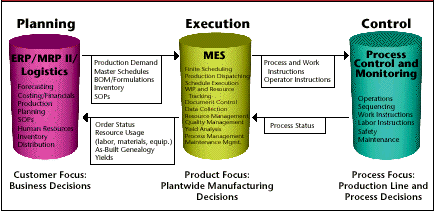 Planning
Execution
Control
ERP/MRP II/
Logistics
Forecasting
Costing/Financials
Production
Planning
SOPs
Human Resources
Inventory
Distribution
Production Demand
Master Schedules
BOM/Formulations
Inventory
SOPs
Order Status
Resource Usage
(labor, materials, equip.)
As-Built Genealogy
Yields
MES
Finite Scheduling
Production Dispatching
Schedule Execution
WIP and Resource
Tracking
Document Control
Data Collection
Resource Management
Quality Management
Yield Analysis
Process Management
Maintenance Mgmt.
Process and Work
Instructions
Operator Instructions
Process Status
Process
Control and
Monitoring
Operations
Sequencing
Work Instructions
Labor Instructions
Safety
Maintenance
Customer Focus:
Business Decisions
Product Focus:
Plantwide Manufacturing
Decisions
Process Focus:
Production Line and
Process Decisions